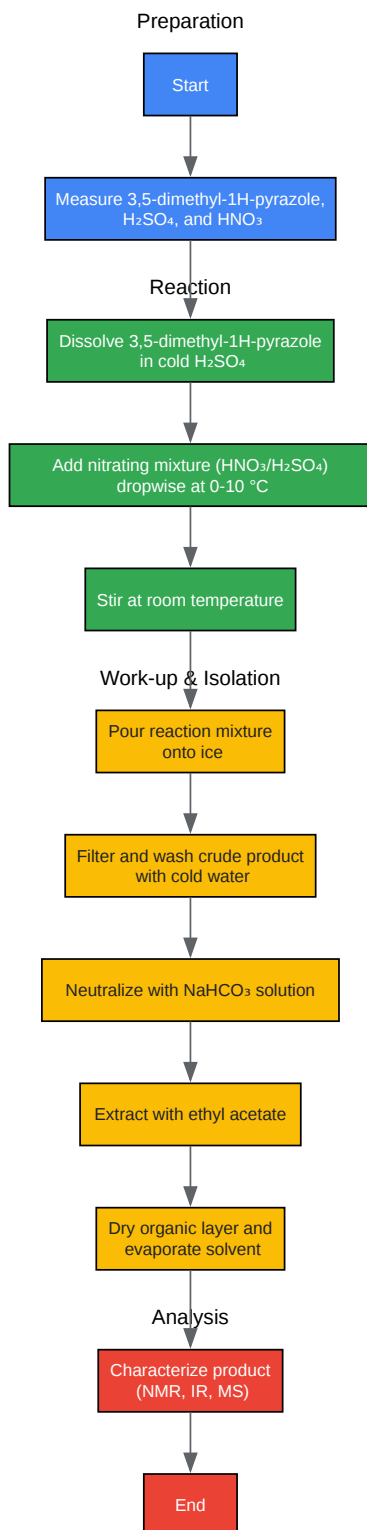 Preparation
Start
Measure 3,5-dimethyl-1H-pyrazole,
H₂SO₄, and HNO₃
Reaction
Dissolve 3,5-dimethyl-1H-pyrazole
in cold H₂SO₄
Add nitrating mixture (HNO₃/H₂SO₄)
dropwise at 0-10 °C
Stir at room temperature
Work-up & Isolation
Pour reaction mixture
onto ice
Filter and wash crude product
with cold water
Neutralize with NaHCO₃ solution
Extract with ethyl acetate
Dry organic layer and
evaporate solvent
Analysis
Characterize product
(NMR, IR, MS)
End